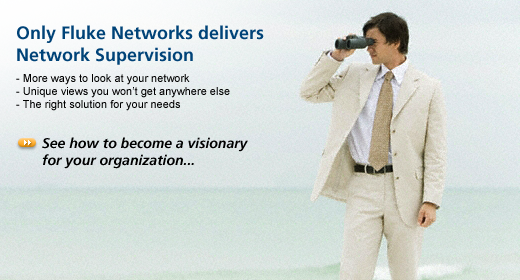 Only Fluke Networks delivers
Network Supervision
- More ways to look at your network
- Unique views you won't get anywhere else
- The right solution for your needs
See how to become a visionary
for your organization...